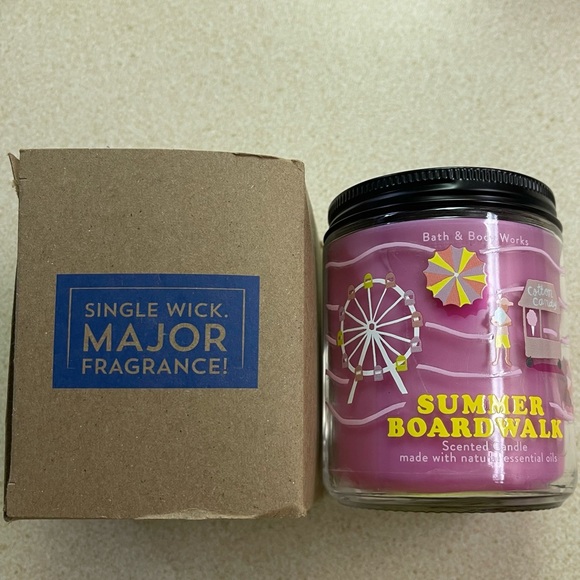 SINGLE WICK.
MAJOR
FRAGRANCE!
Bath & Body Works
Cotton
Candy
SUMMER
BOARDWALK
Scented Candle
made with natural essential oils